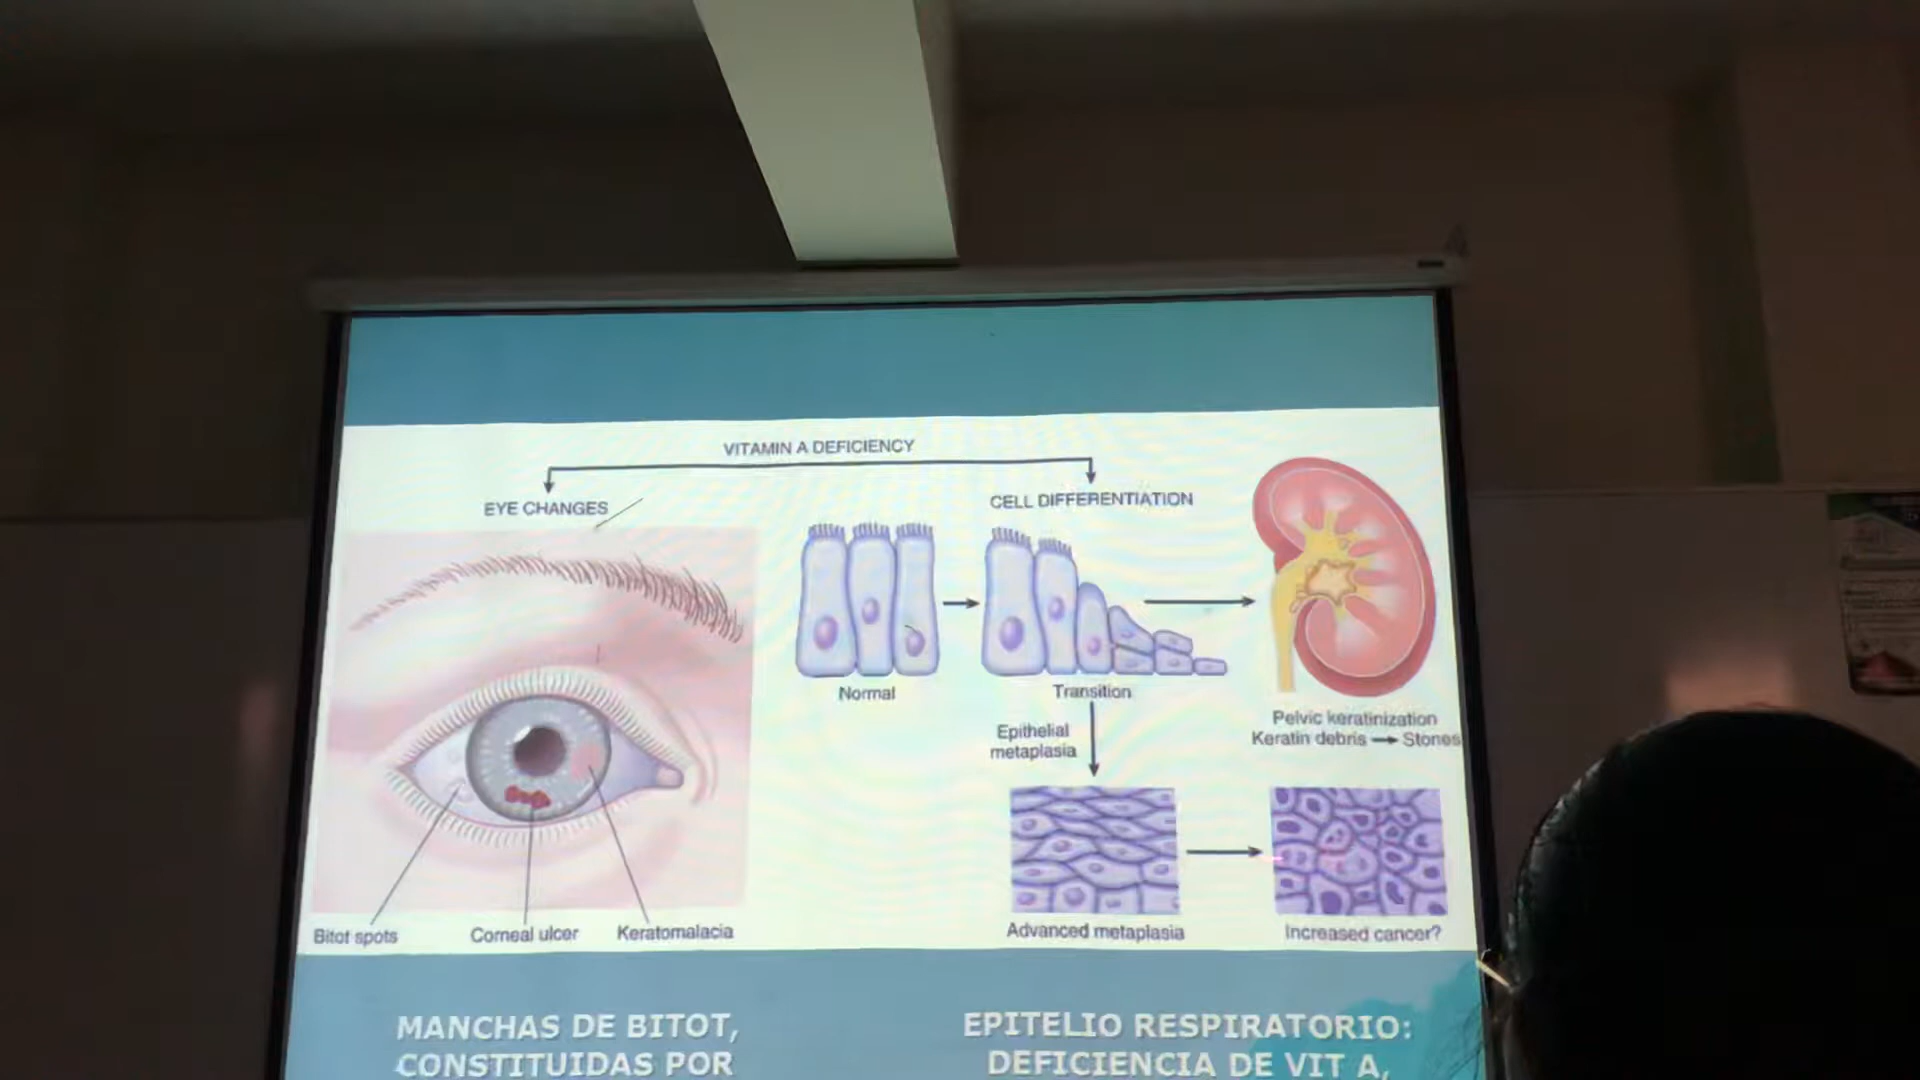 VITAMIN A DEFICIENCY
EYE CHANGES
CELL DIFFERENTIATION
Normal
Transition
Epithelial
metaplasia
Pelvic keratinization
Keratin debris → Stones
Bitot spots
Corneal ulcer
Keratomalacia
Advanced metaplasia
Increased cancer?
MANCHAS DE BITOT,
CONSTITUIDAS POR
EPITELIO RESPIRATORIO:
DEFICIENCIA DE VIT A,